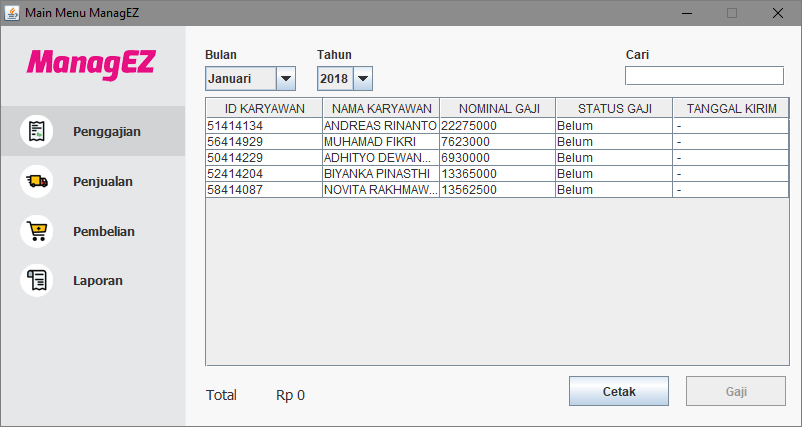 Main Menu ManagEZ
ManagEZ
Penggajian
Penjualan
Pembelian
Laporan
Bulan Tahun Cari
Januari 2018
ID KARYAWAN NAMA KARYAWAN NOMINAL GAJI STATUS GAJI TANGGAL KIRIM
51414134 ANDREAS RINANTO 22275000 Belum -
56414929 MUHAMAD FIKRI 7623000 Belum -
50414229 ADHITYO DEWAN... 6930000 Belum -
52414204 BIYANKA PINASTHI 13365000 Belum -
58414087 NOVITA RAKHMAW... 13562500 Belum -
Total Rp 0 Cetak Gaji